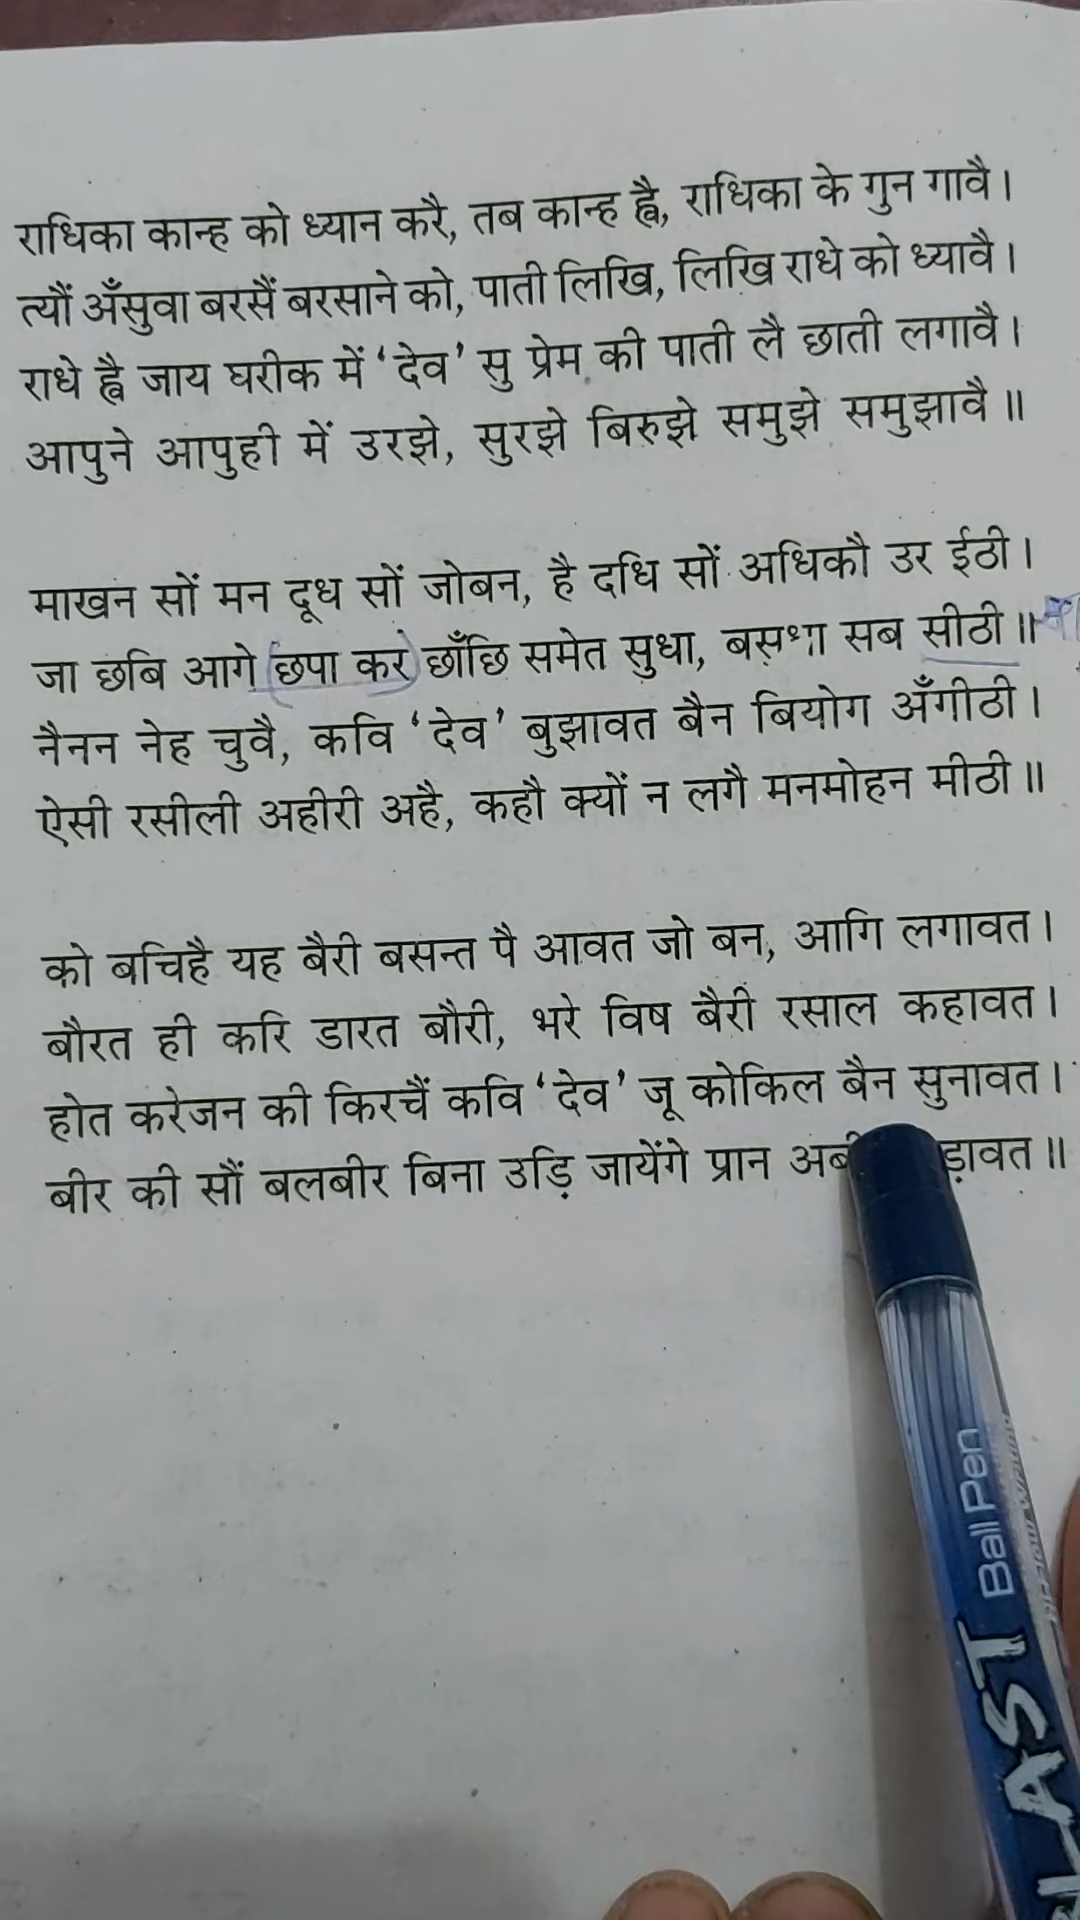 राधिका कान्ह को ध्यान करै, तब कान्ह ह्वै, राधिका के गुन गावै।
त्यौं अँसुवा बरसैं बरसाने को, पाती लिखि, लिखि राधे को ध्यावै।
राधे ह्वै जाय घरीक में ‘देव’ सु प्रेम की पाती लै छाती लगावै।
आपुने आपुही में उरझे, सुरझे बिरुझे समुझे समुझावै॥
माखन सों मन दूध सों जोबन, है दधि सों अधिकौ उर ईठी।
जा छबि आगे छपा कर छाँछि समेत सुधा, बसुधा सब सीठी॥
नैनन नेह चुवै, कवि ‘देव’ बुझावत बैन बियोग अँगीठी।
ऐसी रसीली अहीरी अहै, कहौ क्यों न लगै मनमोहन मीठी॥
को बचिहै यह बैरी बसन्त पै आवत जो बन, आगि लगावत।
बौरत ही करि डारत बौरी, भरे विष बैरी रसाल कहावत।
होत करेजन की किरचैं कवि ‘देव’ जू कोकिल बैन सुनावत।
बीर की सौं बलबीर बिना उड़ि जायेंगे प्रान
Ball Pen